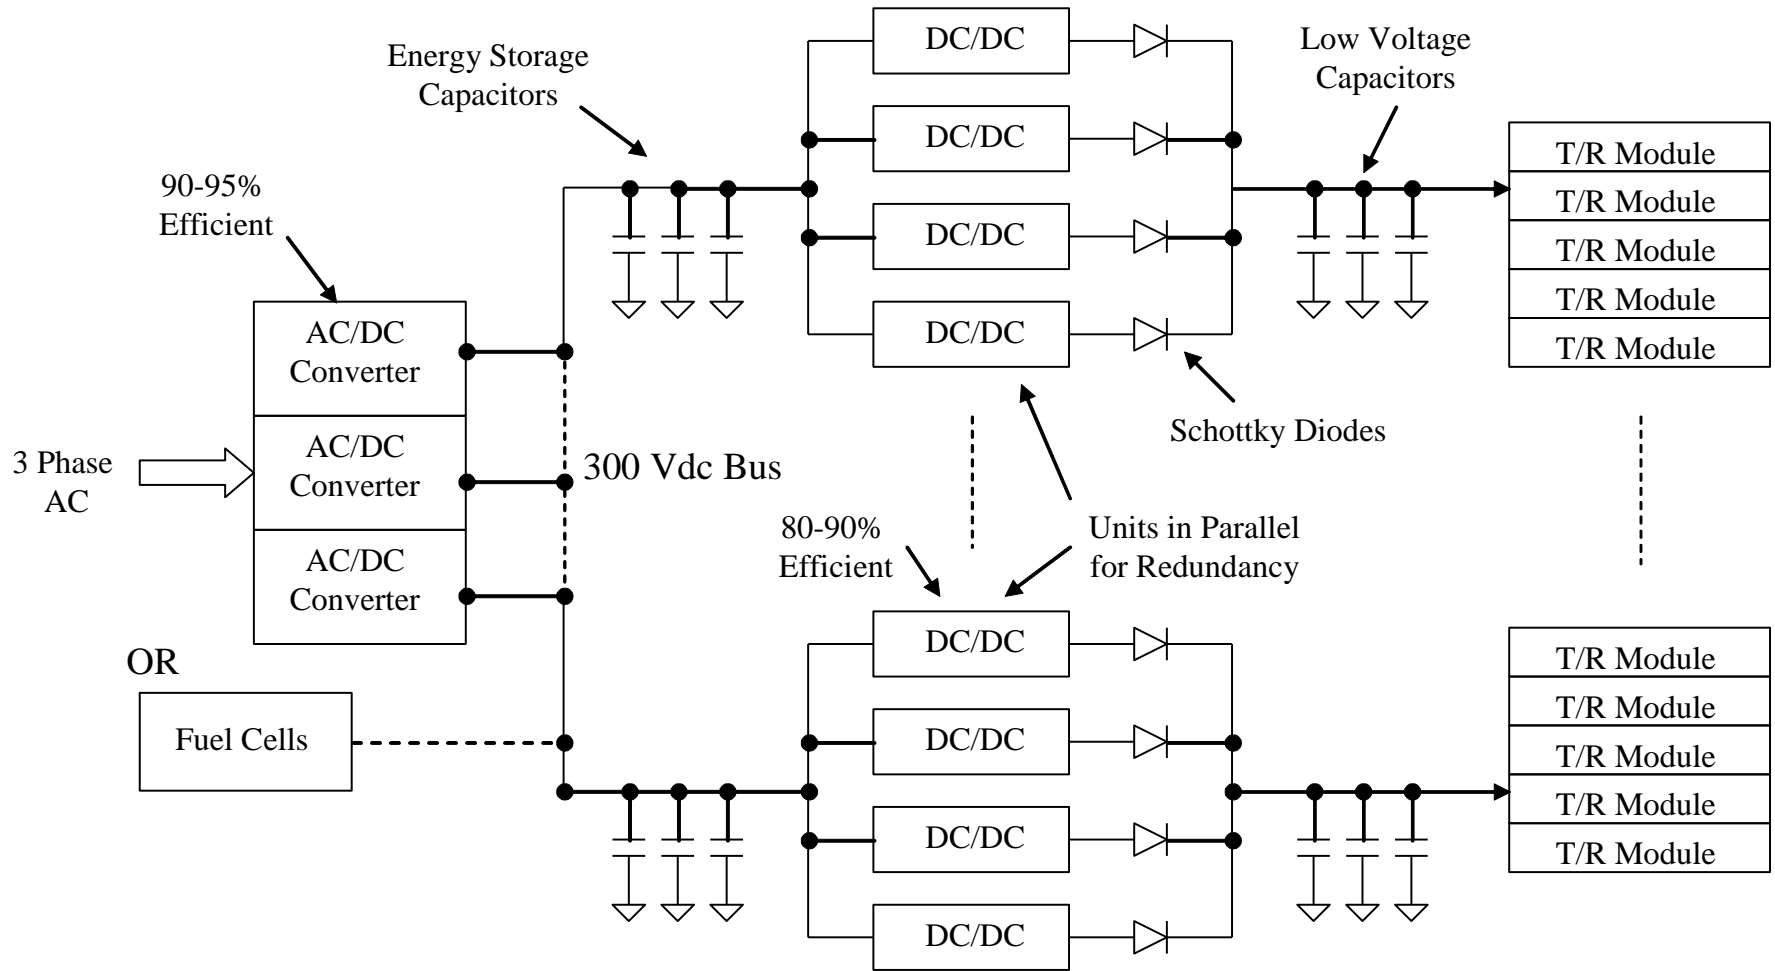 Energy Storage
Capacitors
DC/DC
DC/DC
DC/DC
DC/DC
Low Voltage
Capacitors
T/R Module
T/R Module
T/R Module
T/R Module
T/R Module
90-95%
Efficient
AC/DC
Converter
AC/DC
Converter
AC/DC
Converter
3 Phase
AC
300 Vdc Bus
Schottky Diodes
80-90%
Efficient
Units in Parallel
for Redundancy
OR
Fuel Cells
DC/DC
DC/DC
DC/DC
DC/DC
T/R Module
T/R Module
T/R Module
T/R Module
T/R Module